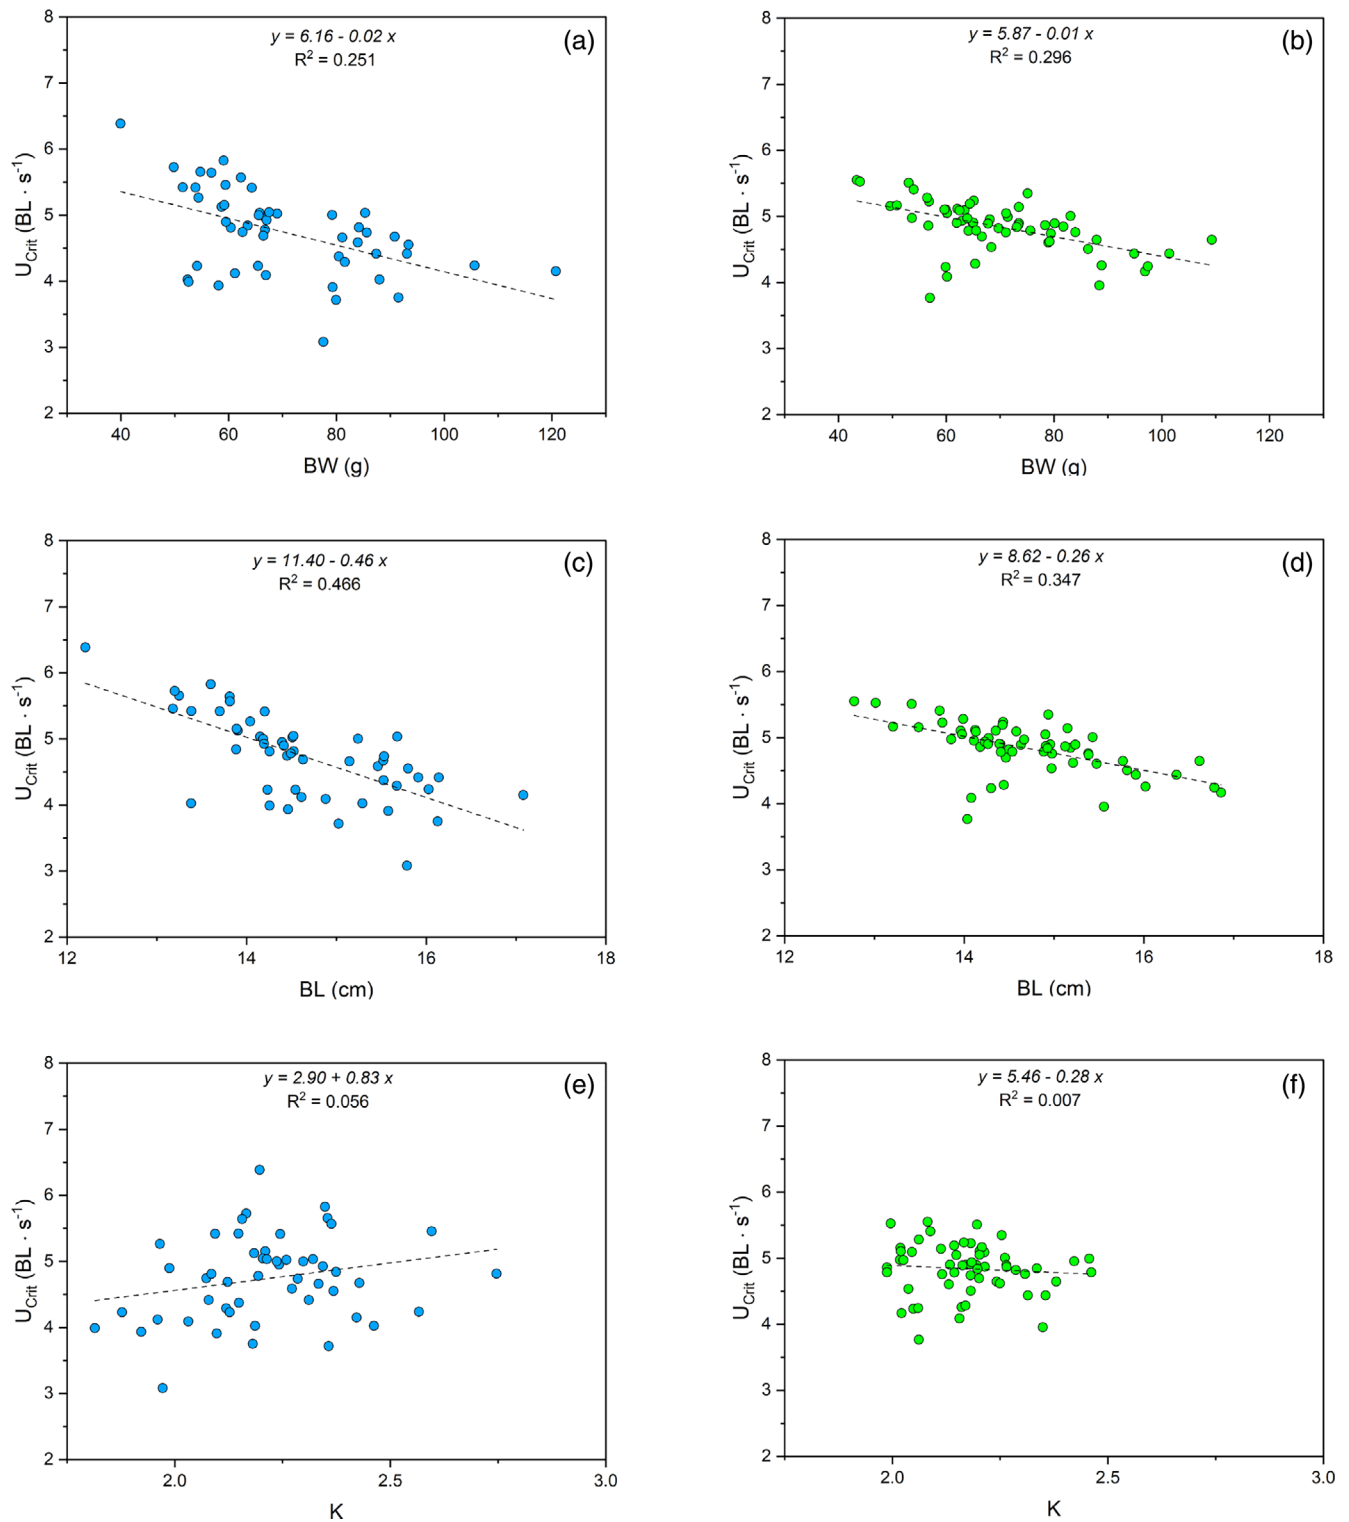 y = 6.16 - 0.02 x
R² = 0.251
(a)
8
7
6
5
4
3
2
U_Crit (BL · s⁻¹)
40 60 80 100 120
BW (g)
y = 5.87 - 0.01 x
R² = 0.296
(b)
8
7
6
5
4
3
2
U_Crit (BL · s⁻¹)
40 60 80 100 120
BW (g)
y = 11.40 - 0.46 x
R² = 0.466
(c)
8
7
6
5
4
3
2
U_Crit (BL · s⁻¹)
12 14 16 18
BL (cm)
y = 8.62 - 0.26 x
R² = 0.347
(d)
8
7
6
5
4
3
2
U_Crit (BL · s⁻¹)
12 14 16 18
BL (cm)
y = 2.90 + 0.83 x
R² = 0.056
(e)
8
7
6
5
4
3
2
U_Crit (BL · s⁻¹)
2.0 2.5 3.0
K
y = 5.46 - 0.28 x
R² = 0.007
(f)
8
7
6
5
4
3
2
U_Crit (BL · s⁻¹)
2.0 2.5 3.0
K